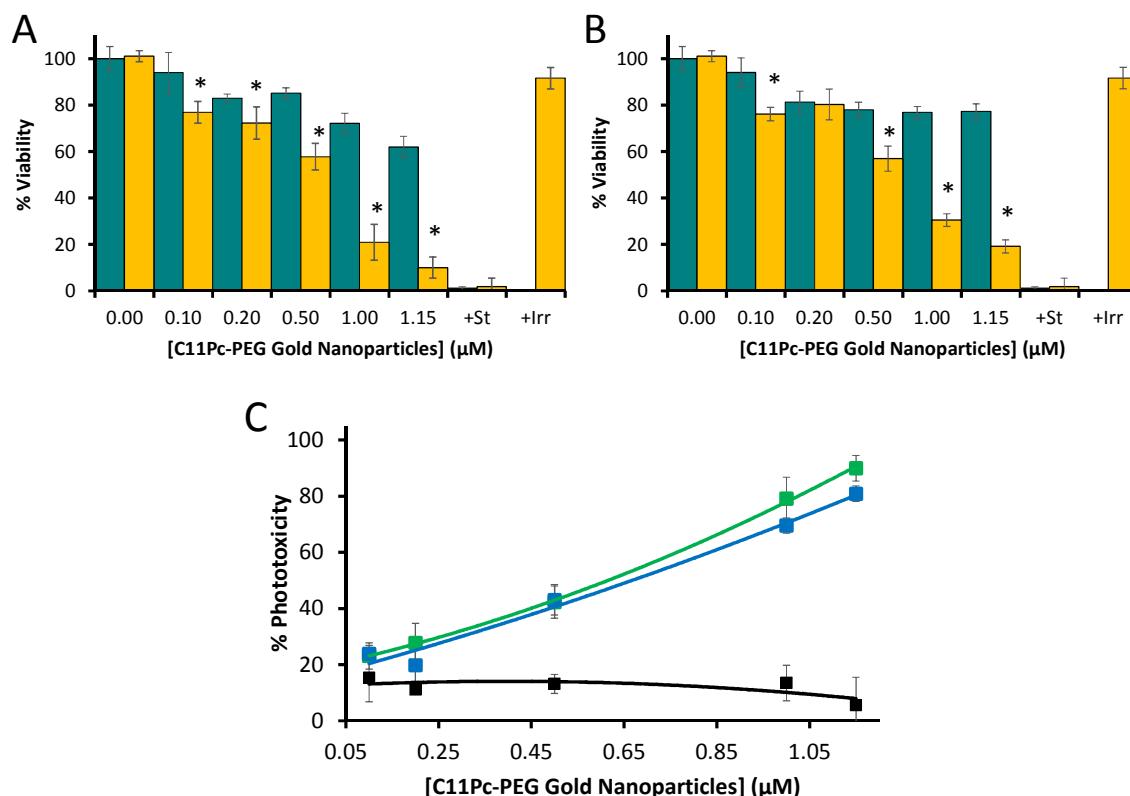 A
% Viability
100
80
60
40
20
0
* * * * *
0.00 0.10 0.20 0.50 1.00 1.15 +St +Irr
[C11Pc-PEG Gold Nanoparticles] (µM)
B
% Viability
100
80
60
40
20
0
* * * *
0.00 0.10 0.20 0.50 1.00 1.15 +St +Irr
[C11Pc-PEG Gold Nanoparticles] (µM)
C
% Phototoxicity
100
80
60
40
20
0
0.05 0.25 0.45 0.65 0.85 1.05
[C11Pc-PEG Gold Nanoparticles] (µM)